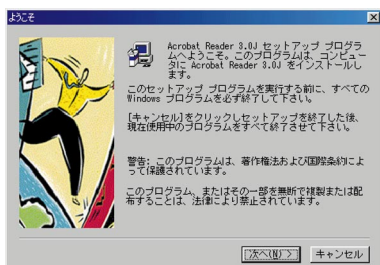 ようこそ
Acrobat Reader 3.0J セットアップ プログラ
ムへようこそ。このプログラムは、コンピュー
タに Acrobat Reader 3.0J をインストールし
ます。
このセットアップ プログラムを実行する前に、すべての
Windows プログラムを必ず終了して下さい。
[キャンセル]をクリックしセットアップを終了した後、
現在使用中のプログラムをすべて終了させて下さい。
警告: このプログラムは、著作権法および国際条約によ
って保護されています。
このプログラム、またはその一部を無断で複製または配
布することは、法律により禁止されています。
次へ(N) >
キャンセル